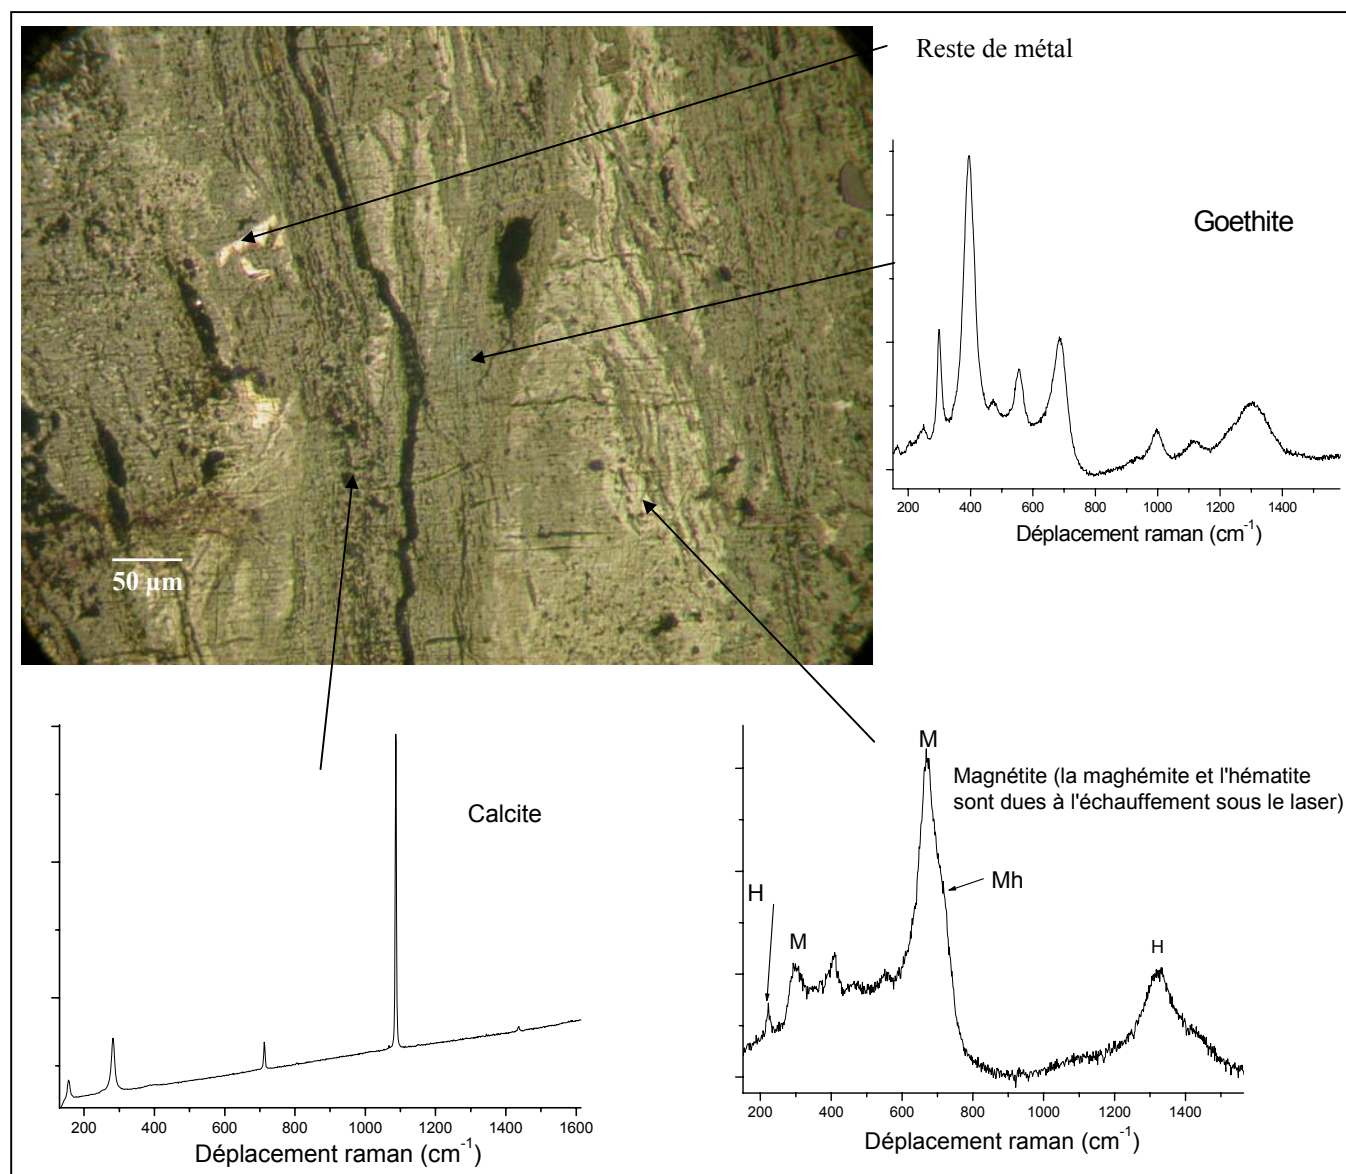 Reste de métal
Goethite
200 400 600 800 1000 1200 1400
Déplacement raman (cm⁻¹)
50 µm
Calcite
200 400 600 800 1000 1200 1400 1600
Déplacement raman (cm⁻¹)
M
Magnétite (la maghémite et l'hématite
sont dues à l'échauffement sous le laser)
Mh
H
M
H
200 400 600 800 1000 1200 1400
Déplacement raman (cm⁻¹)